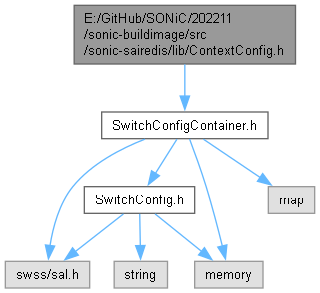 E:/GitHub/SONiC/202211
/sonic-buildimage/src
/sonic-sairedis/lib/ContextConfig.h
SwitchConfigContainer.h
SwitchConfig.h
map
swss/sal.h
string
memory